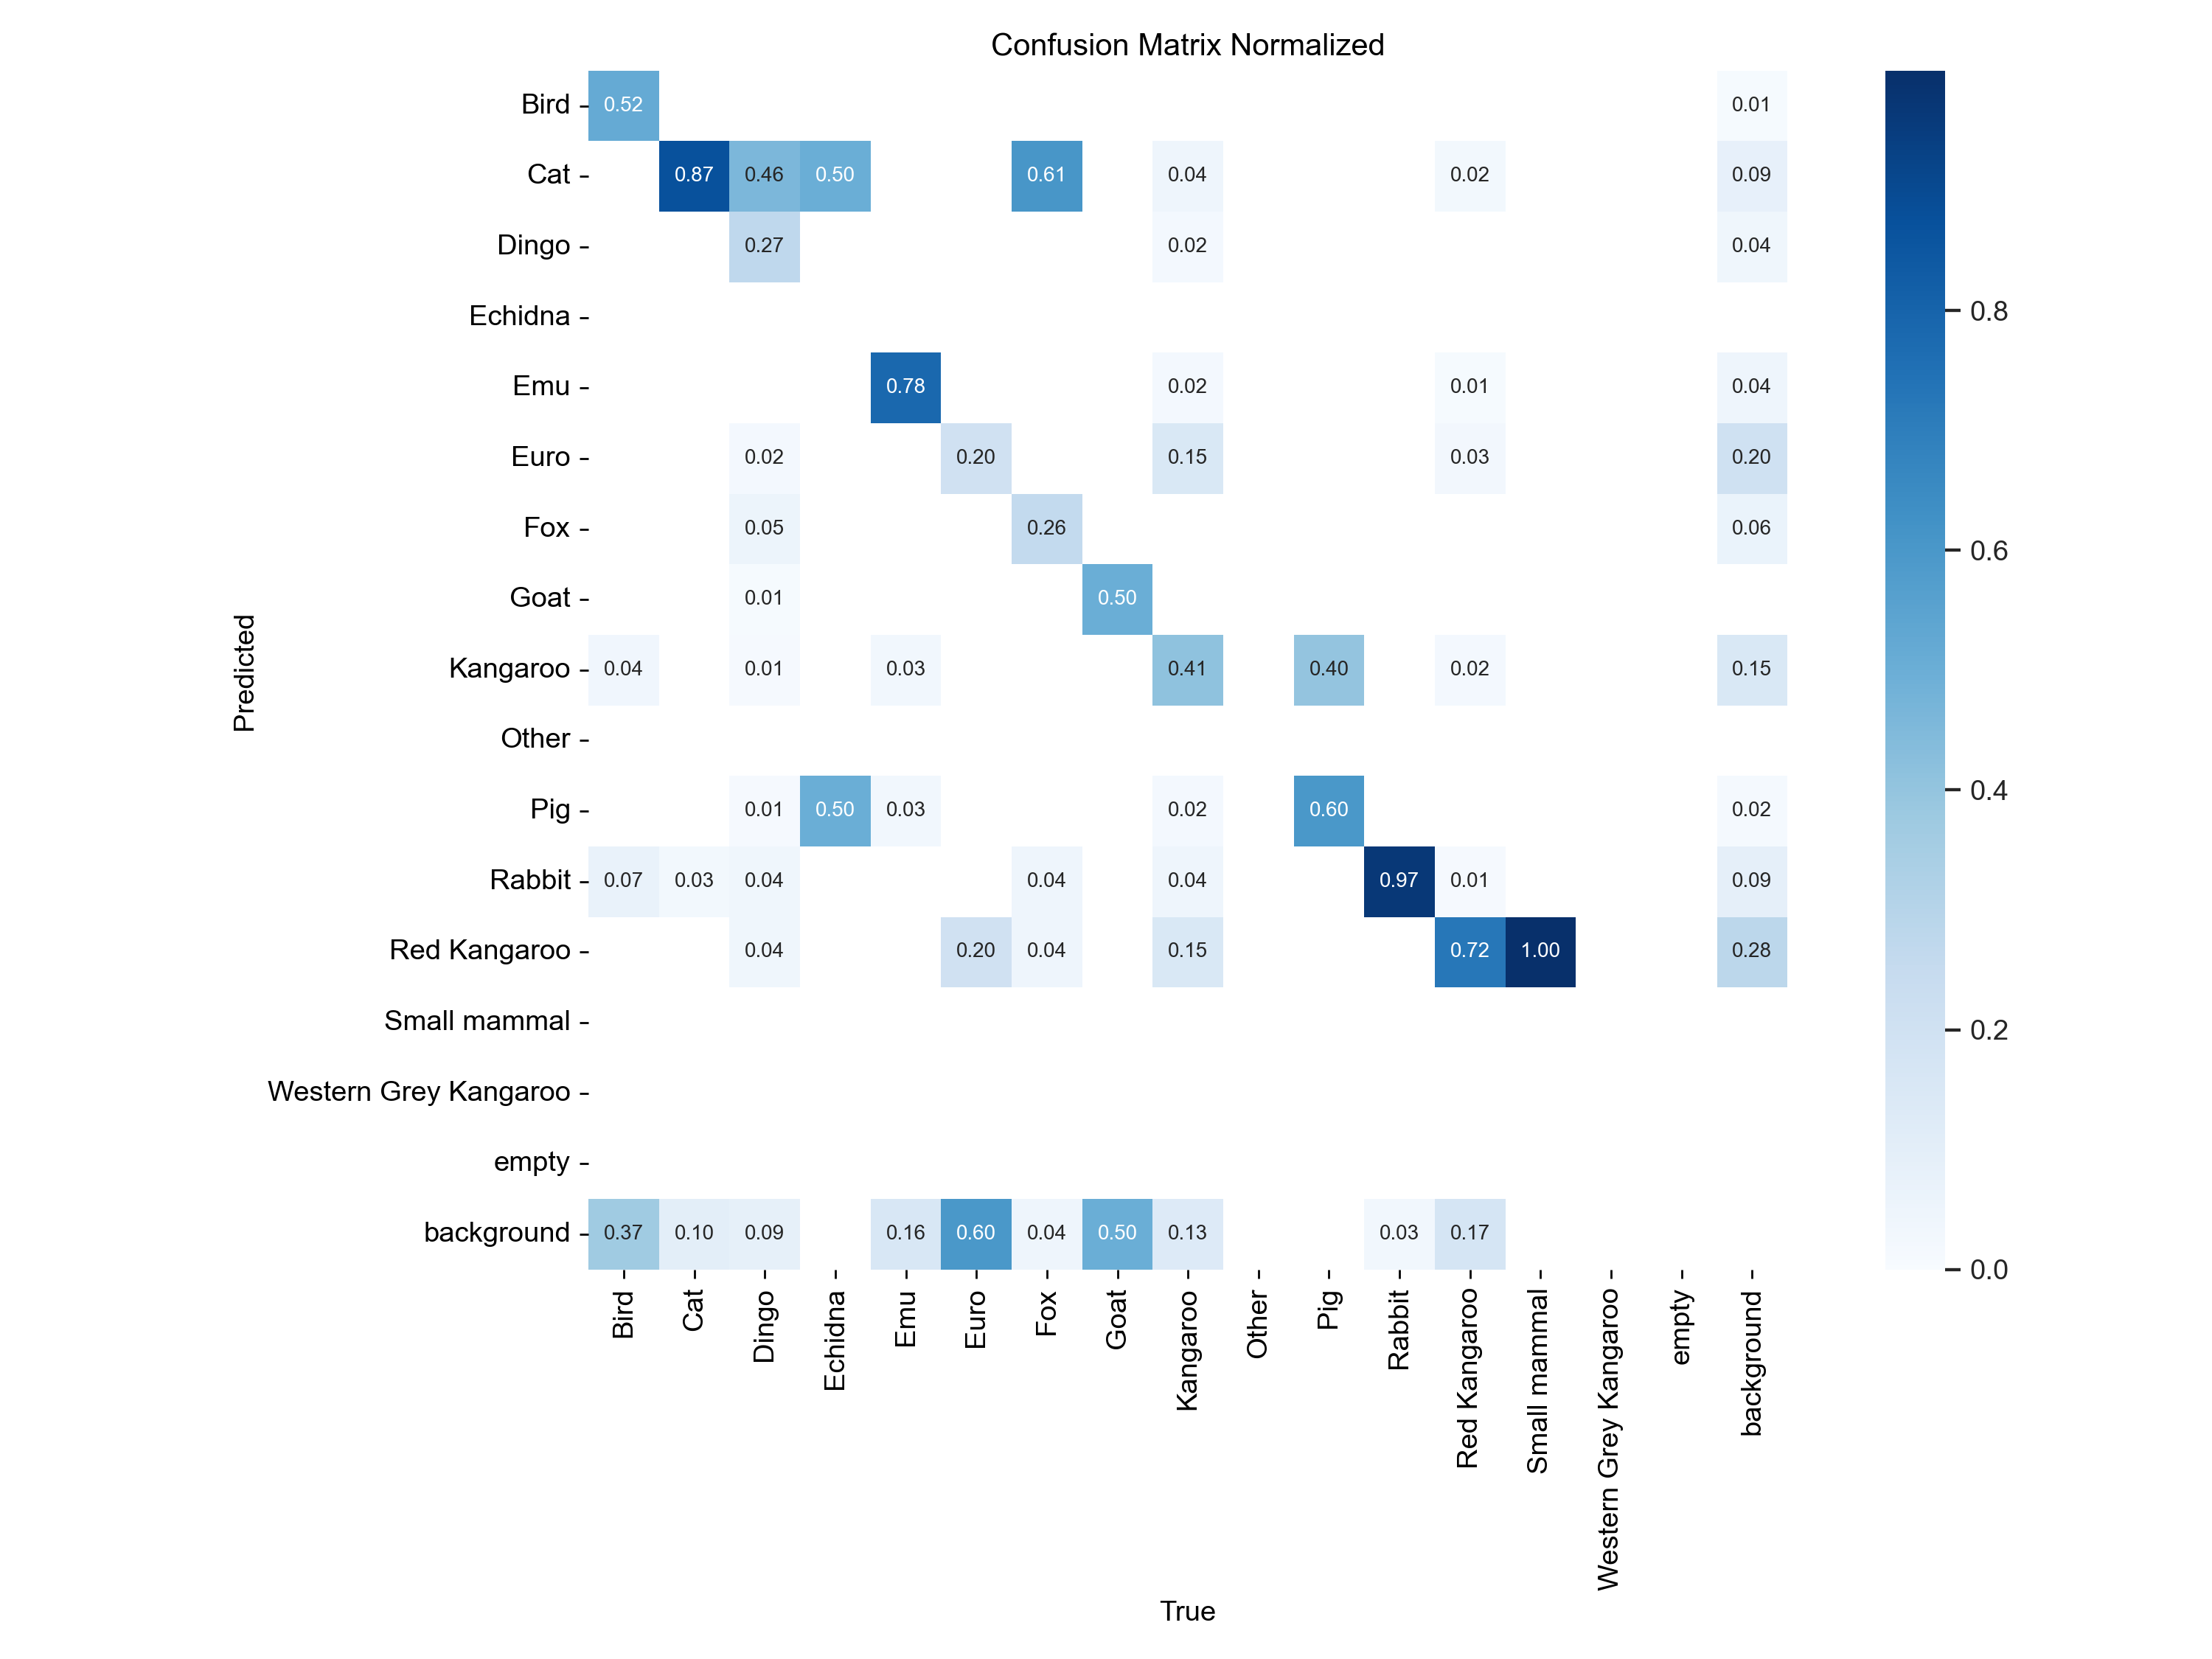 Confusion Matrix Normalized
Bird 0.52 0.01
Cat 0.87 0.46 0.50 0.61 0.04 0.02 0.09
Dingo 0.27 0.02 0.04
Echidna
Emu 0.78 0.02 0.01 0.04
Euro 0.02 0.20 0.15 0.03 0.20
Fox 0.05 0.26 0.06
Goat 0.01 0.50
Kangaroo 0.04 0.01 0.03 0.41 0.40 0.02 0.15
Other
Pig 0.01 0.50 0.03 0.02 0.60 0.02
Rabbit 0.07 0.03 0.04 0.04 0.04 0.97 0.01 0.09
Red Kangaroo 0.04 0.20 0.04 0.15 0.72 1.00 0.28
Small mammal
Western Grey Kangaroo
empty
background 0.37 0.10 0.09 0.16 0.60 0.04 0.50 0.13 0.03 0.17
Predicted
Bird
Cat
Dingo
Echidna
Emu
Euro
Fox
Goat
Kangaroo
Other
Pig
Rabbit
Red Kangaroo
Small mammal
Western Grey Kangaroo
empty
background
True
0.8
0.6
0.4
0.2
0.0